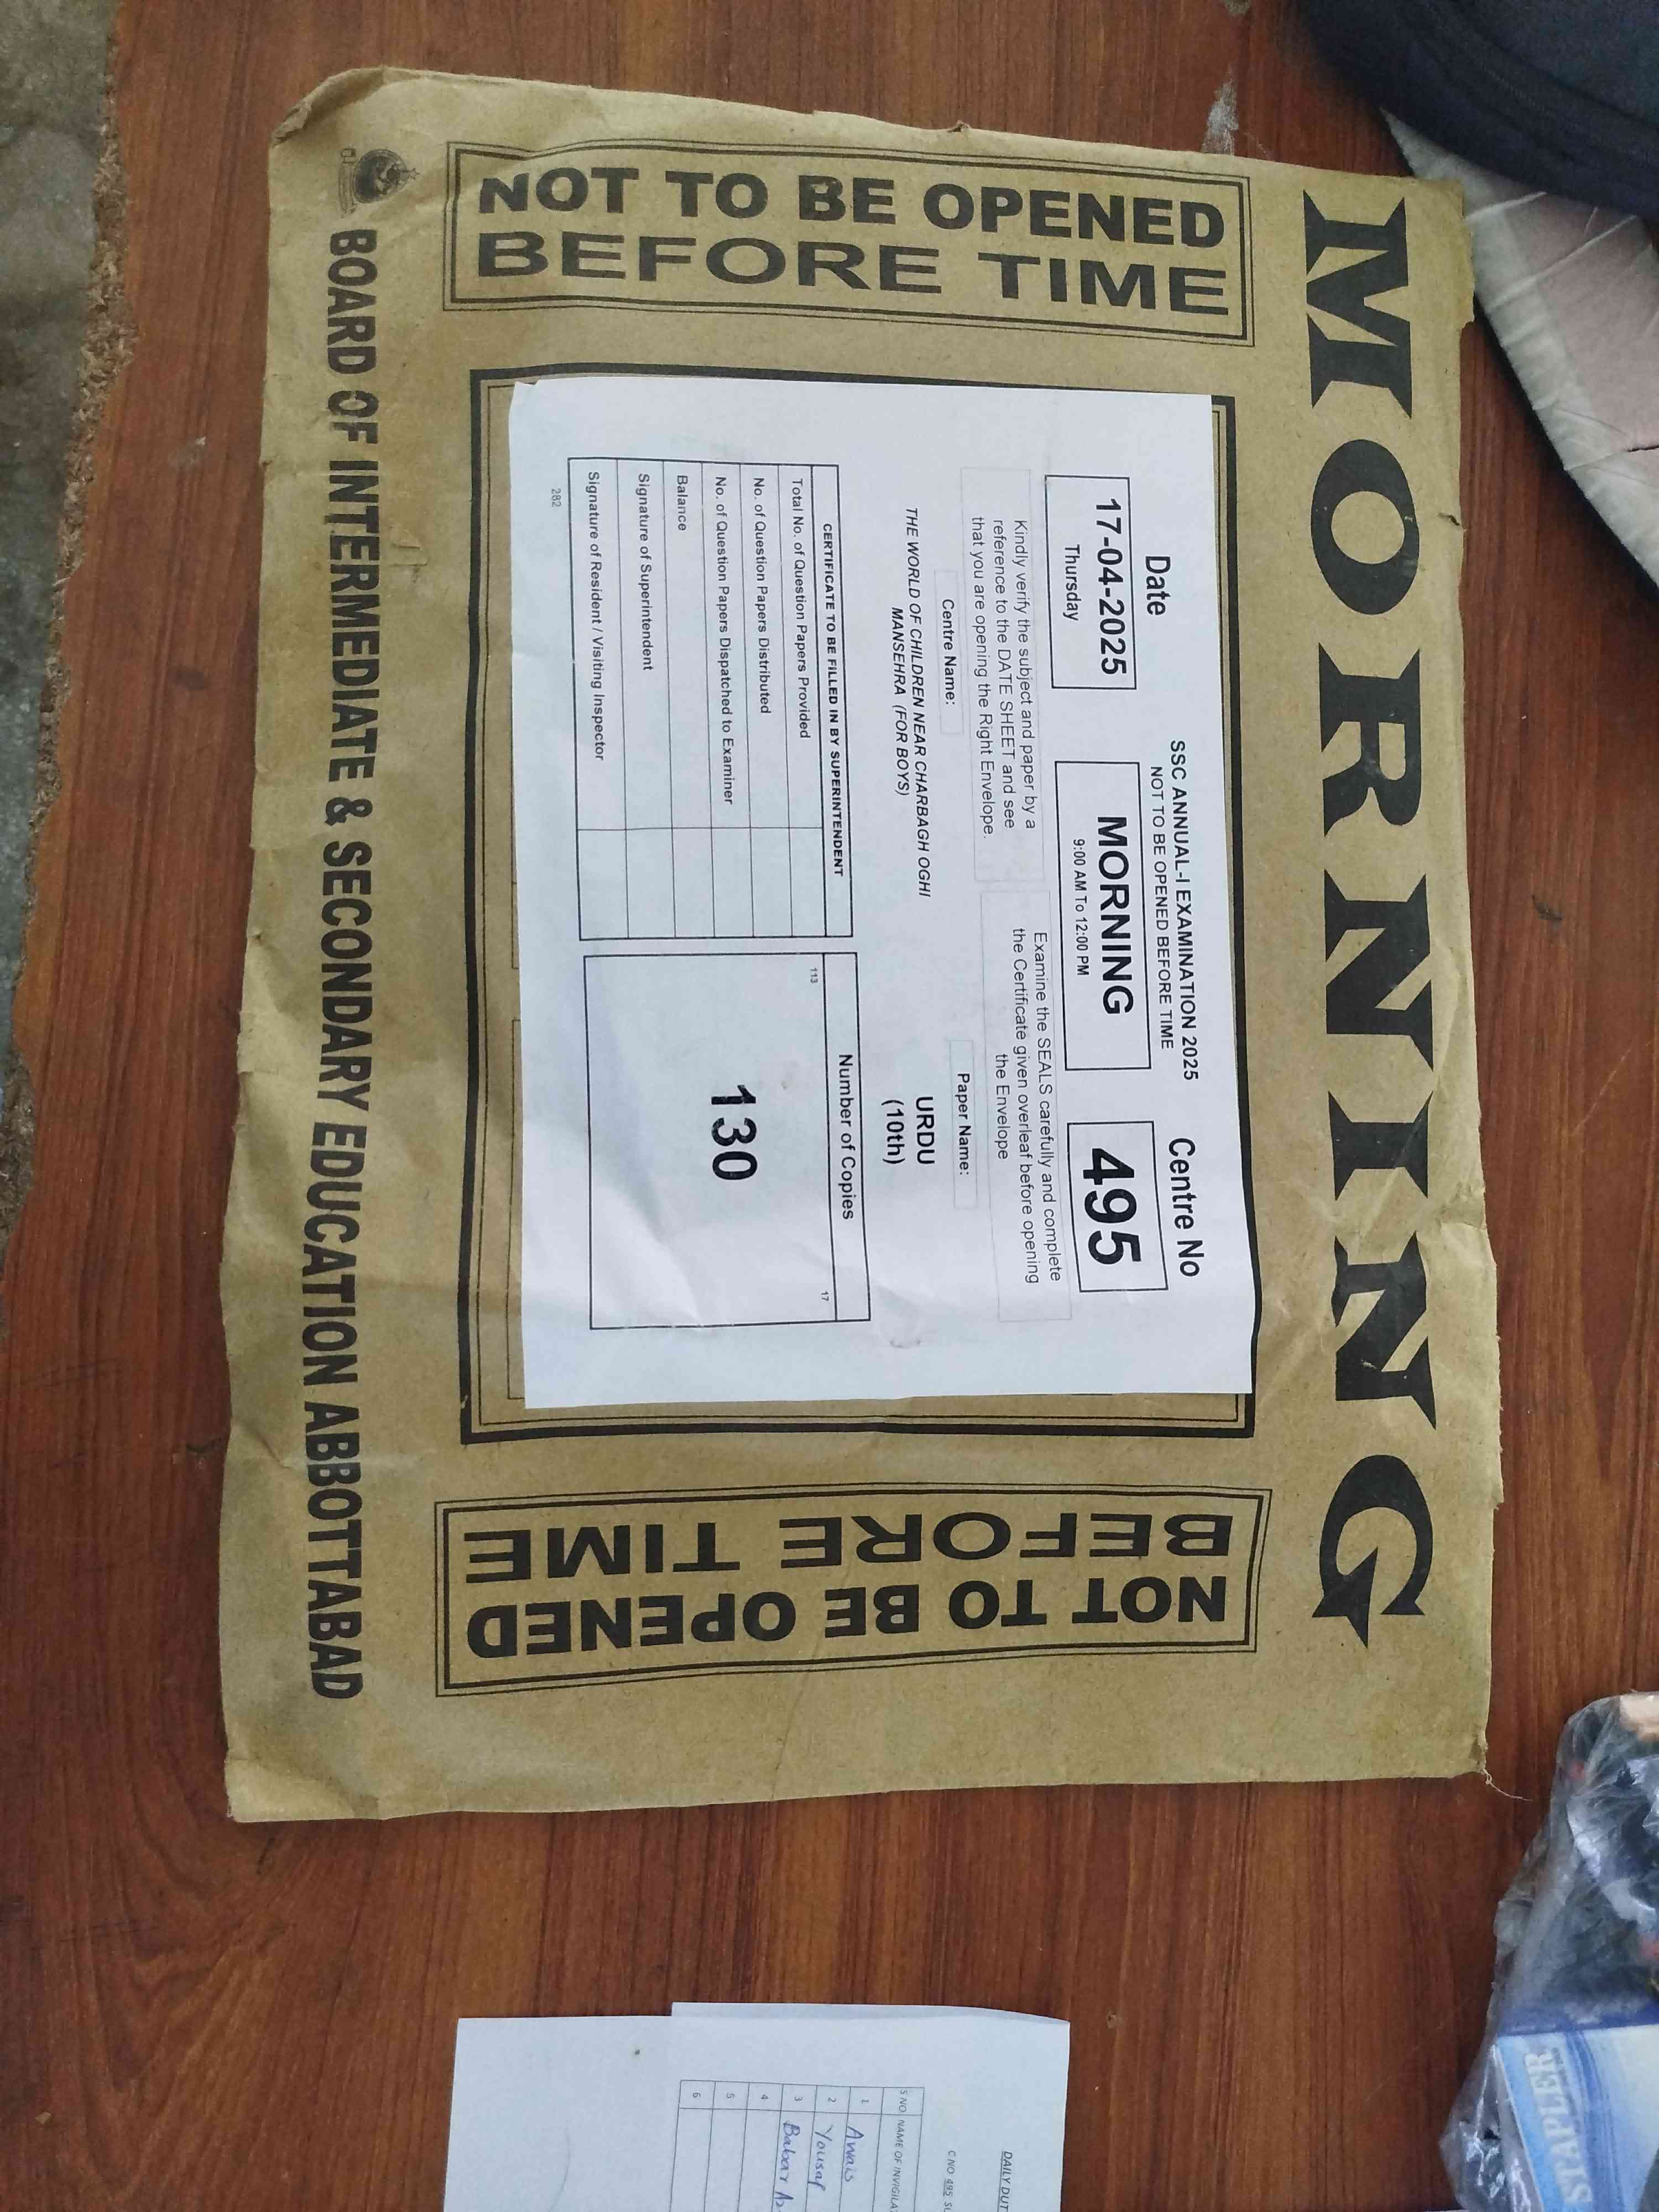 MORNING
NOT TO BE OPENED
BEFORE TIME
SSC ANNUAL-I EXAMINATION 2025
NOT TO BE OPENED BEFORE TIME
Date
17-04-2025
Thursday
MORNING
9:00 AM To 12:00 PM
Centre No
495
Kindly verify the subject and paper by a
reference to the DATE SHEET and see
that you are opening the Right Envelope.
Examine the SEALS carefully and complete
the Certificate given overleaf before opening
the Envelope
Centre Name:
THE WORLD OF CHILDREN NEAR CHARBAGH OGHI
MANSEHRA (FOR BOYS)
Paper Name:
URDU
(10th)
CERTIFICATE TO BE FILLED IN BY SUPERINTENDENT
Total No. of Question Papers Provided
No. of Question Papers Distributed
No. of Question Papers Dispatched to Examiner
Balance
Signature of Superintendent
Signature of Resident / Visiting Inspector
282
Number of Copies
113
17
130
NOT TO BE OPENED
BEFORE TIME
BOARD OF INTERMEDIATE & SECONDARY EDUCATION ABBOTTABAD
DAILY
C NO 495
S NO NAME OF
1 Awais
2 Yousaf
3 Babar
4
5
6
STAPLER